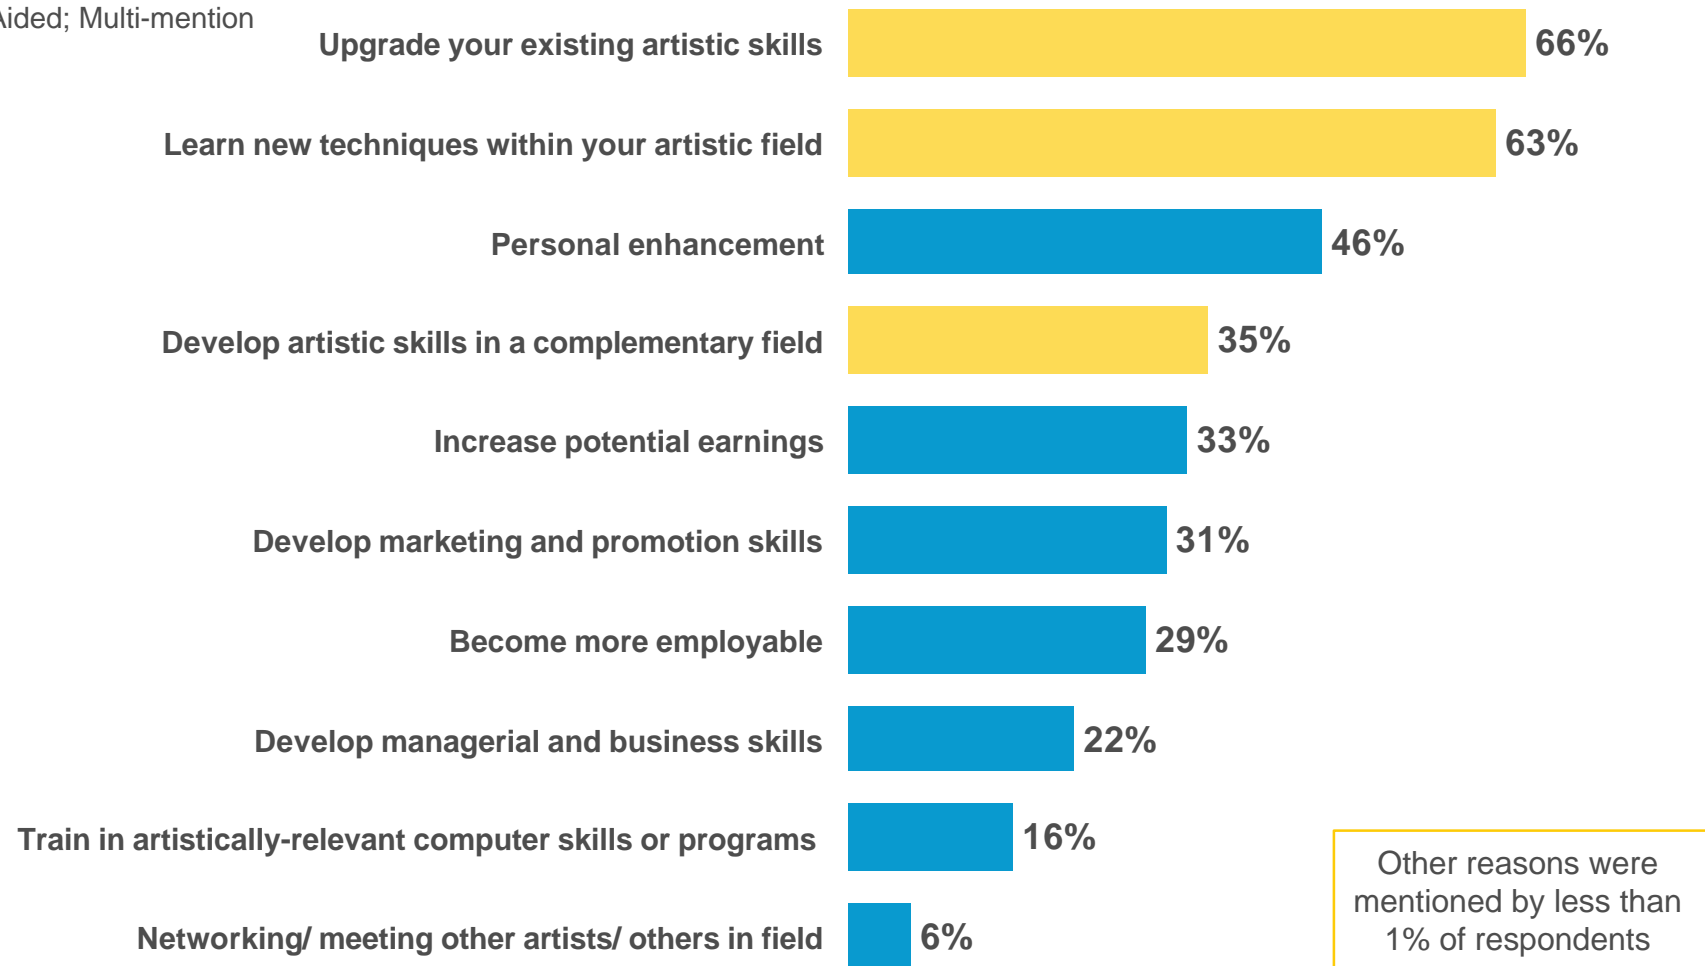 Aided; Multi-mention
Upgrade your existing artistic skills 66%
Learn new techniques within your artistic field 63%
Personal enhancement 46%
Develop artistic skills in a complementary field 35%
Increase potential earnings 33%
Develop marketing and promotion skills 31%
Become more employable 29%
Develop managerial and business skills 22%
Train in artistically-relevant computer skills or programs 16%
Networking/ meeting other artists/ others in field 6%
Other reasons were
mentioned by less than
1% of respondents